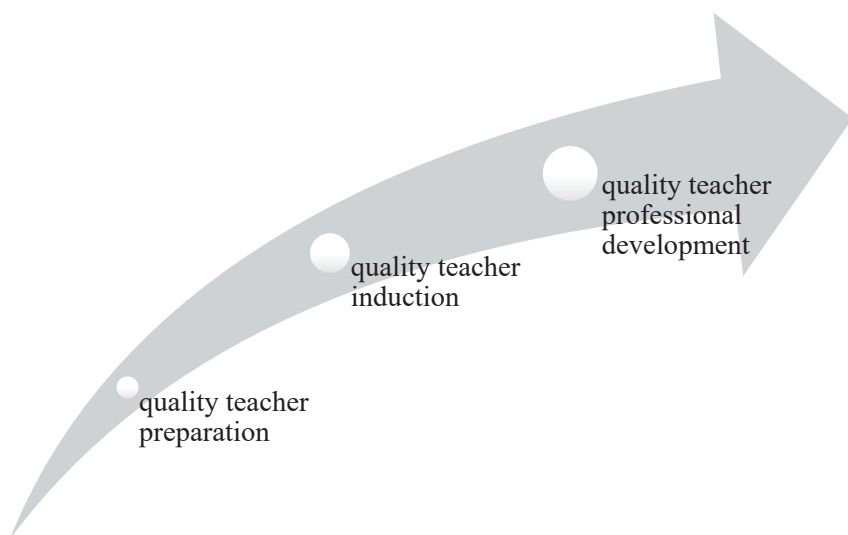 quality teacher
professional
development
quality teacher
induction
quality teacher
preparation